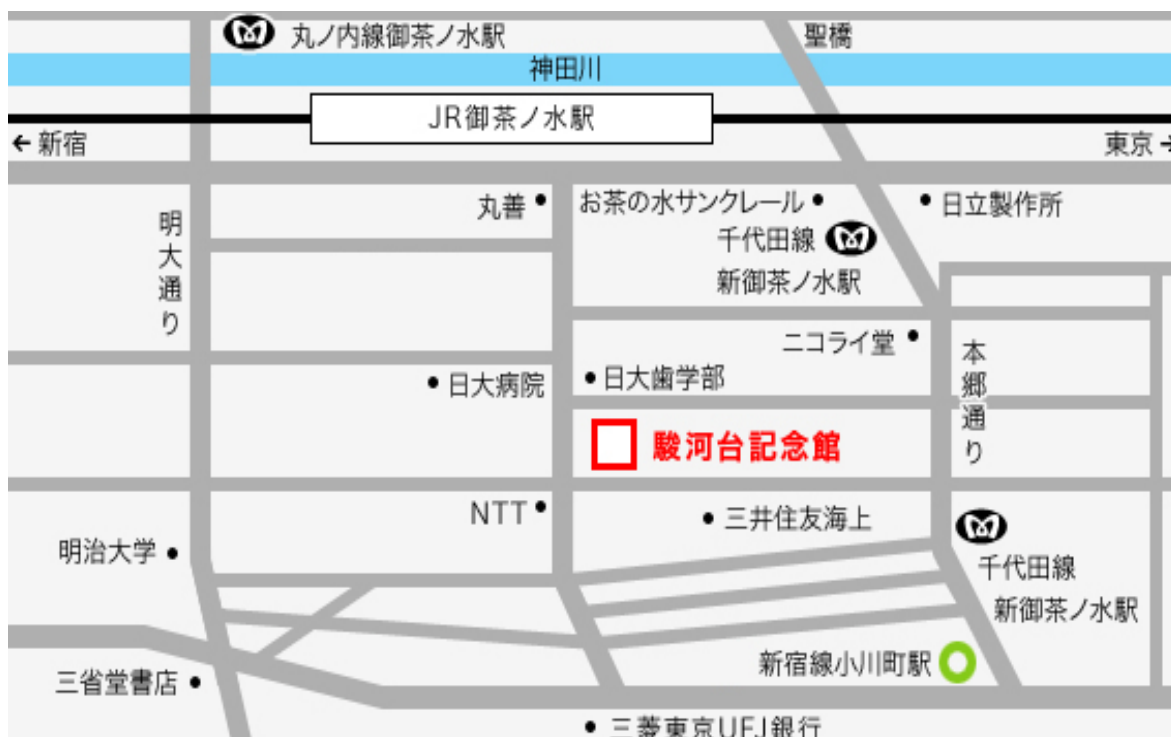 丸ノ内線御茶ノ水駅
聖橋
神田川
JR御茶ノ水駅
←新宿
東京→
明大通り
丸善
お茶の水サンクレール
日立製作所
千代田線
新御茶ノ水駅
ニコライ堂
本郷通り
日大病院
日大歯学部
駿河台記念館
NTT
三井住友海上
明治大学
千代田線
新御茶ノ水駅
新宿線小川町駅
三省堂書店
三菱東京UFJ銀行